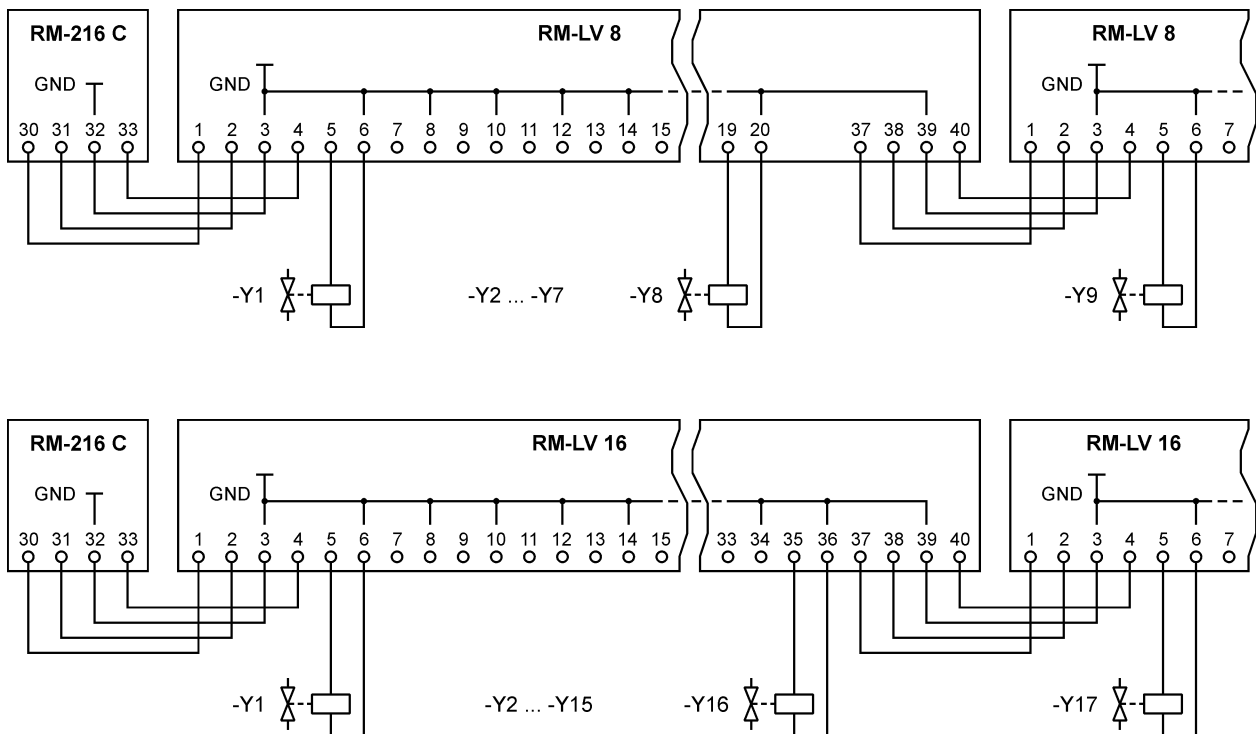 RM-216 C RM-LV 8 RM-LV 8
GND GND GND
30 31 32 33 1 2 3 4 5 6 7 8 9 10 11 12 13 14 15 19 20 37 38 39 40 1 2 3 4 5 6 7
-Y1 -Y2 ... -Y7 -Y8 -Y9
RM-216 C RM-LV 16 RM-LV 16
GND GND GND
30 31 32 33 1 2 3 4 5 6 7 8 9 10 11 12 13 14 15 33 34 35 36 37 38 39 40 1 2 3 4 5 6 7
-Y1 -Y2 ... -Y15 -Y16 -Y17